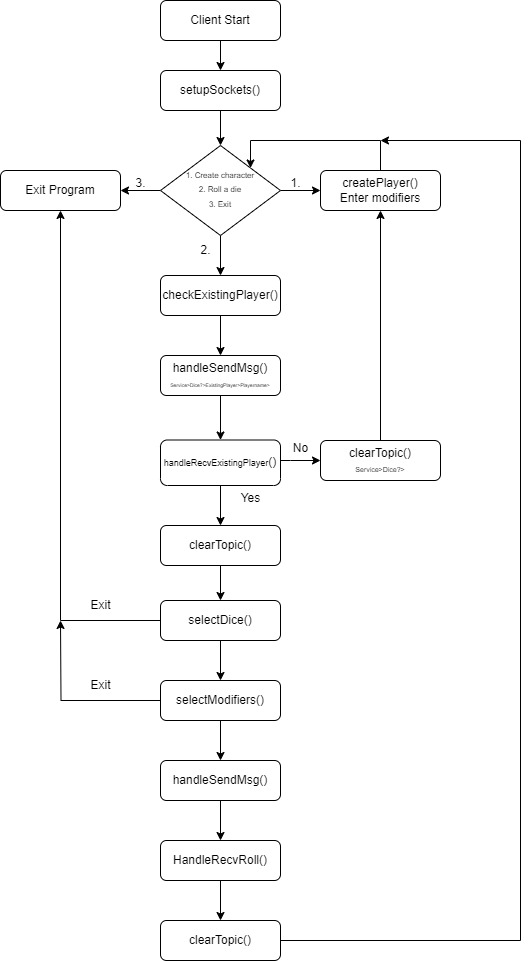 Client Start
setupSockets()
1. Create character
2. Roll a die
3. Exit
3.
1.
Exit Program
createPlayer()
Enter modifiers
2.
checkExistingPlayer()
handleSendMsg()
Service>Dice?>ExistingPlayer>Playername>
handleRecvExistingPlayer()
No
clearTopic()
Service>Dice?>
Yes
clearTopic()
Exit
selectDice()
Exit
selectModifiers()
handleSendMsg()
HandleRecvRoll()
clearTopic()